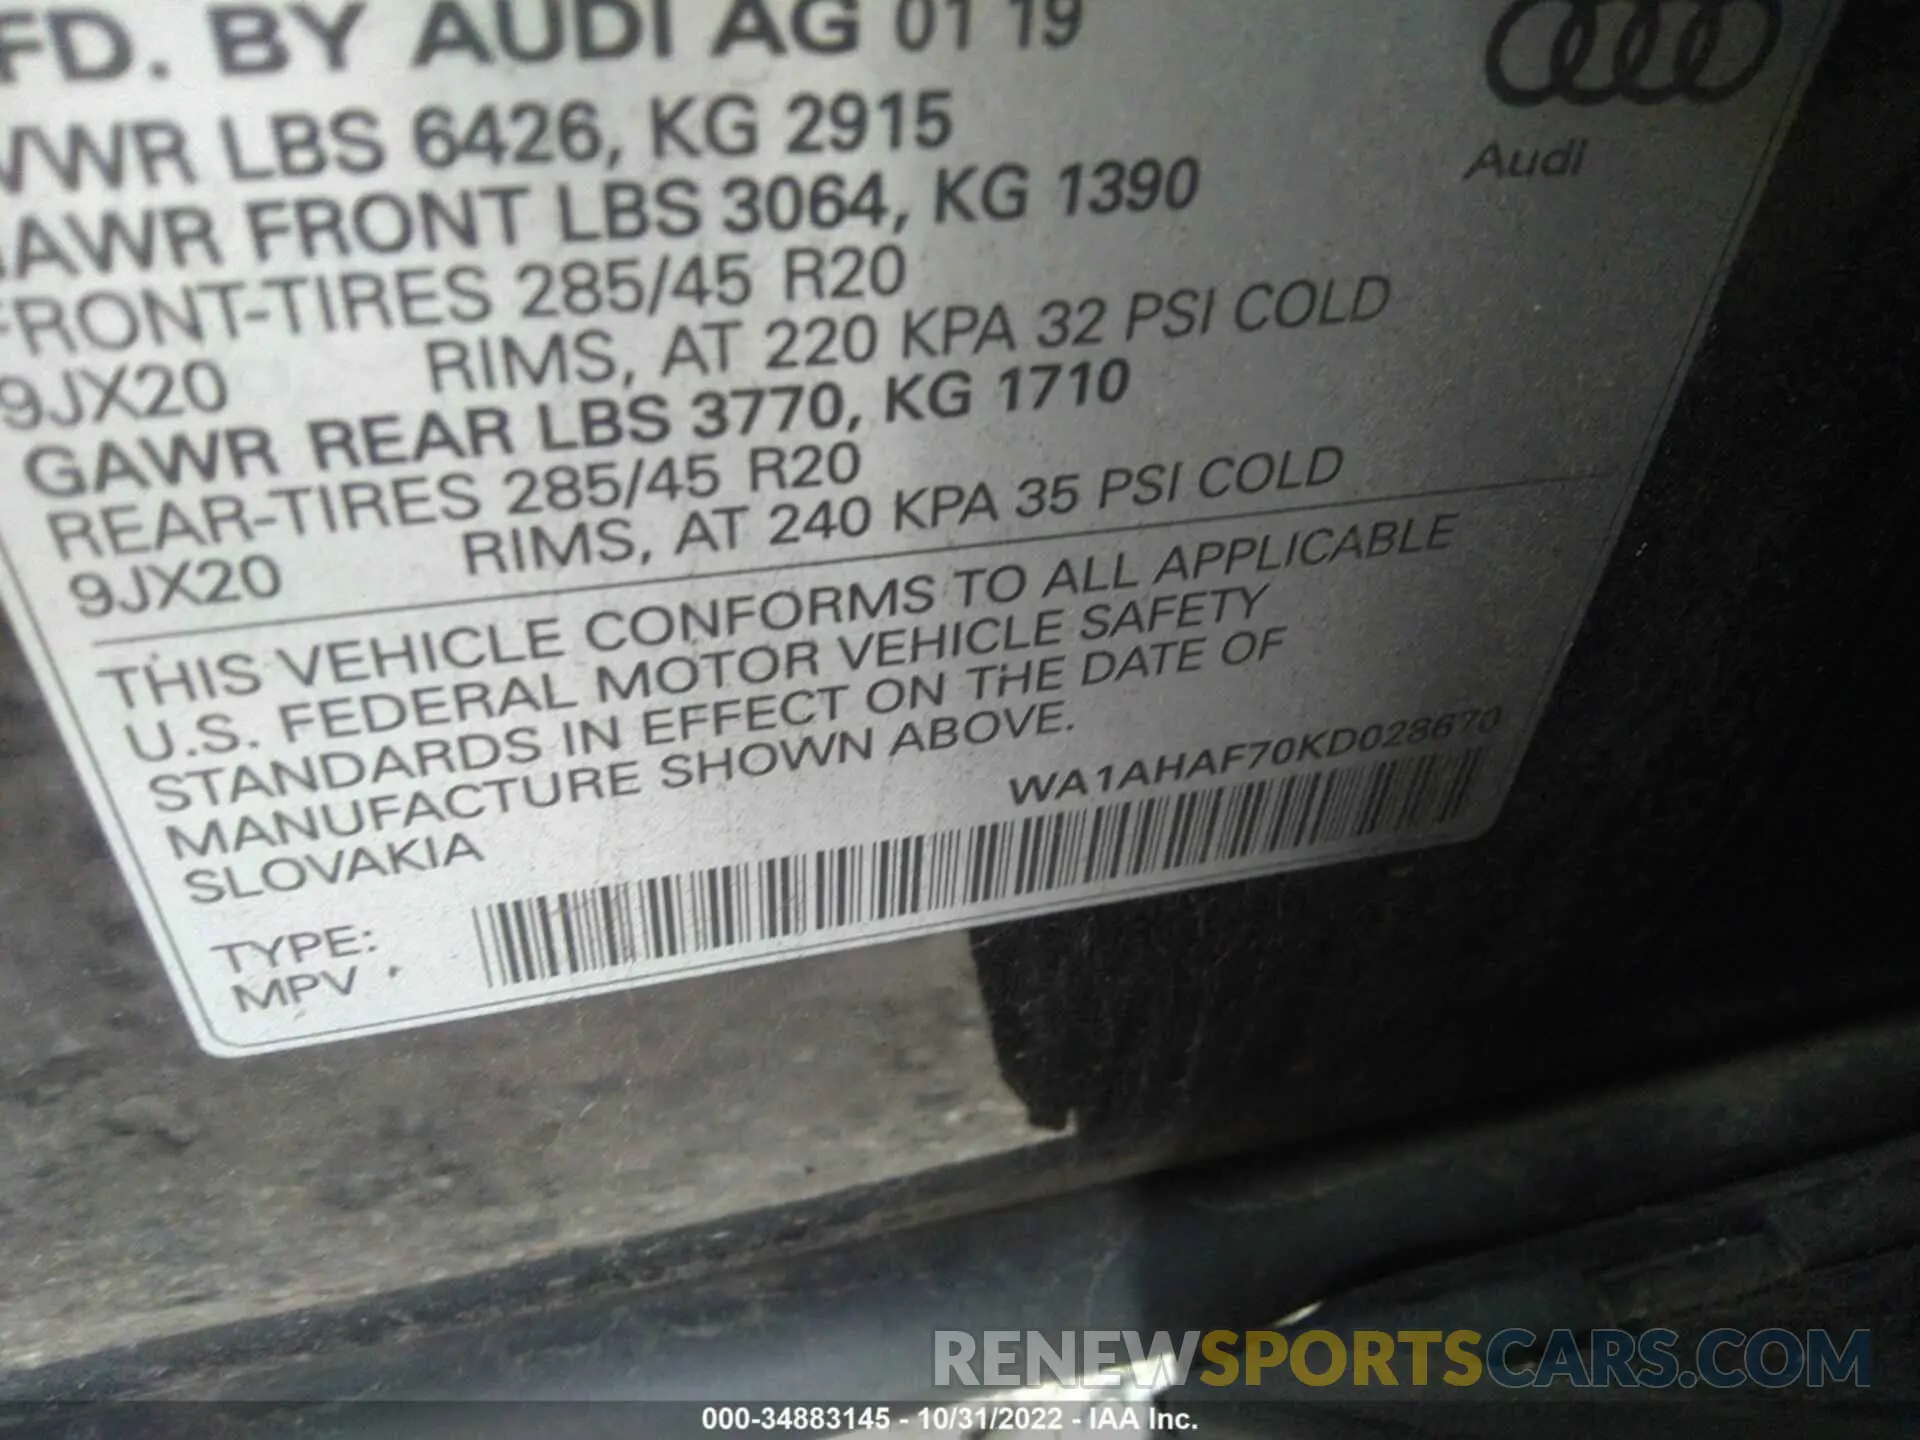 FD. BY AUDI AG 01 19
VWR LBS 6426, KG 2915
AWR FRONT LBS 3064, KG 1390
FRONT-TIRES 285/45 R20
9JX20 RIMS, AT 220 KPA 32 PSI COLD
GAWR REAR LBS 3770, KG 1710
REAR-TIRES 285/45 R20
9JX20 RIMS, AT 240 KPA 35 PSI COLD
Audi
THIS VEHICLE CONFORMS TO ALL APPLICABLE
U.S. FEDERAL MOTOR VEHICLE SAFETY
STANDARDS IN EFFECT ON THE DATE OF
MANUFACTURE SHOWN ABOVE.
SLOVAKIA
WA1AHAF70KD028670
TYPE:
MPV
RENEWSPORTSCARS.COM
000-34883145 - 10/31/2022 - IAA Inc.